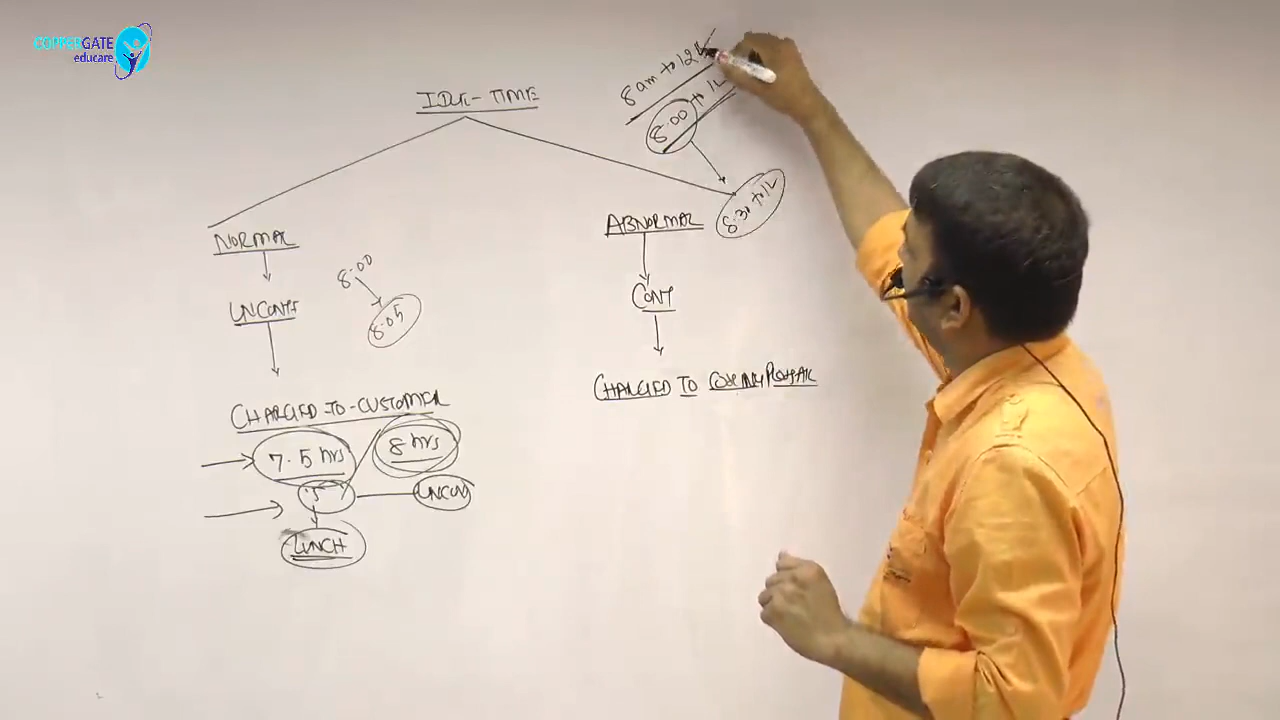 COPPERGATE
educare
IDLE-TIME
8 am to 12
8.00 to 12
8.30 to 12
NORMAL
ABNORMAL
8.00
8.05
UNCONT
CONT
CHARGED TO
CHARGED-TO-CUSTOMER
7.5 hrs
8 hrs
UNCON
LUNCH